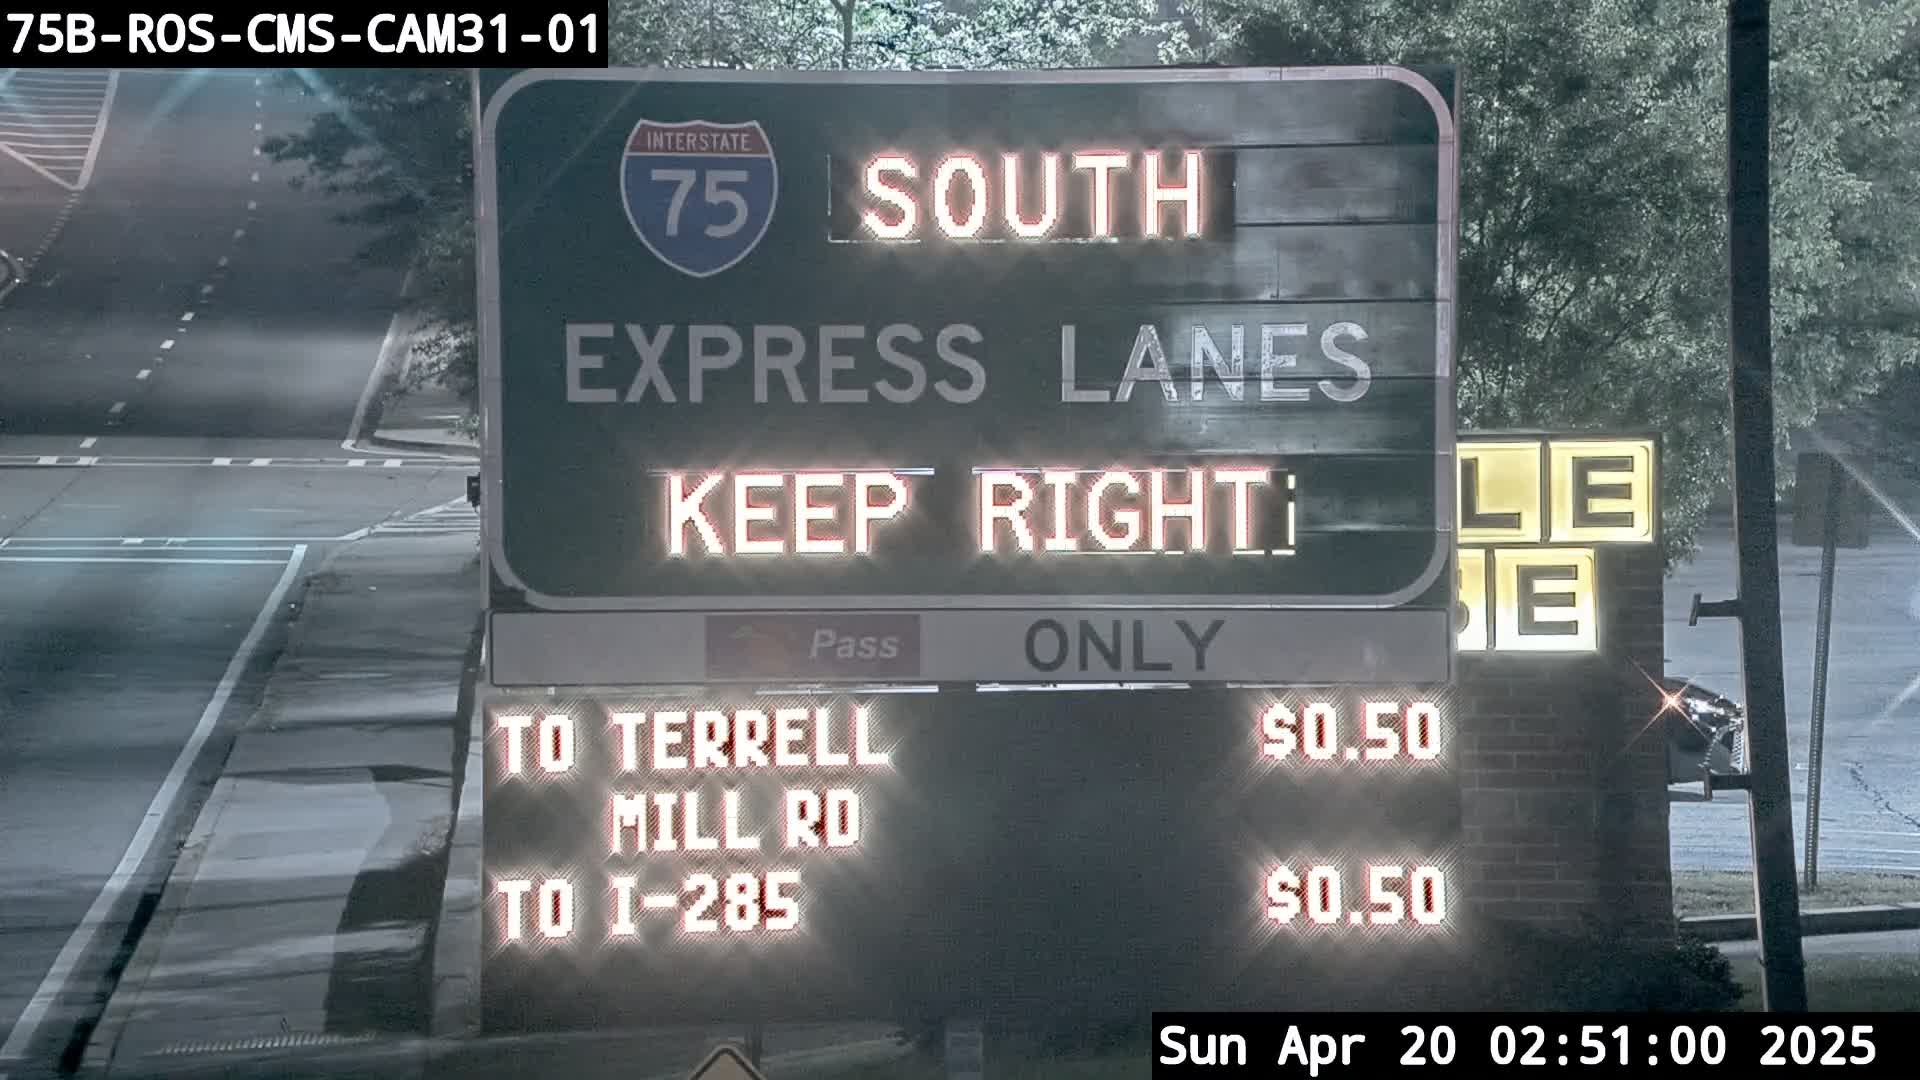 75B-ROS-CMS-CAM31-01
INTERSTATE
75
SOUTH
EXPRESS LANES
KEEP RIGHT
Pass ONLY
TO TERRELL $0.50
MILL RD
TO I-285 $0.50
LE
E
Sun Apr 20 02:51:00 2025